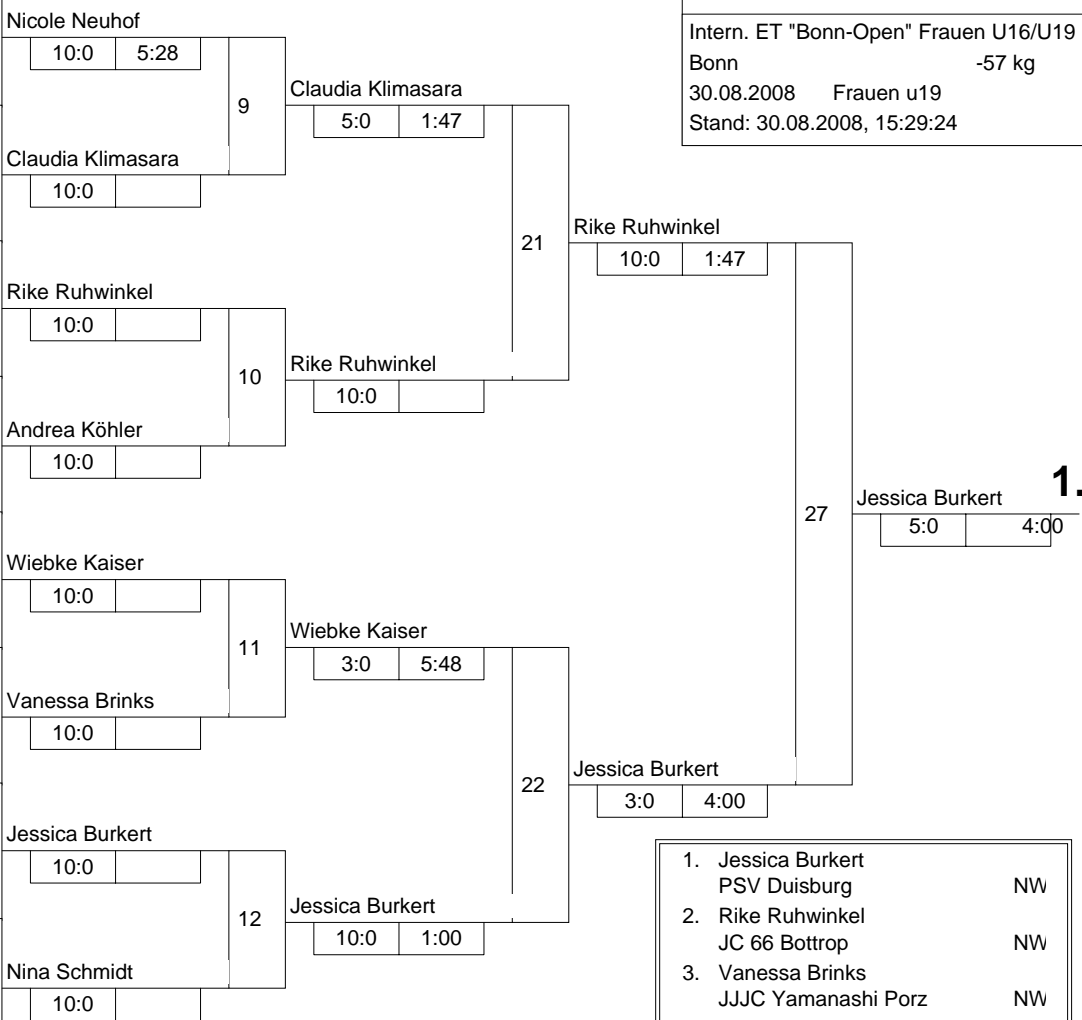 Nicole Neuhof
10:0 5:28
9
Claudia Klimasara
10:0
Claudia Klimasara
5:0 1:47
Rike Ruhwinkel
10:0
10
Andrea Köhler
10:0
Rike Ruhwinkel
10:0
21
Rike Ruhwinkel
10:0 1:47
Wiebke Kaiser
10:0
11
Vanessa Brinks
10:0
Wiebke Kaiser
3:0 5:48
Jessica Burkert
10:0
12
Nina Schmidt
10:0
Jessica Burkert
10:0 1:00
22
Jessica Burkert
3:0 4:00
27
Jessica Burkert 1.
5:0 4:00
Intern. ET "Bonn-Open" Frauen U16/U19
Bonn -57 kg
30.08.2008 Frauen u19
Stand: 30.08.2008, 15:29:24
1. Jessica Burkert
PSV Duisburg NW
2. Rike Ruhwinkel
JC 66 Bottrop NW
3. Vanessa Brinks
JJJC Yamanashi Porz NW